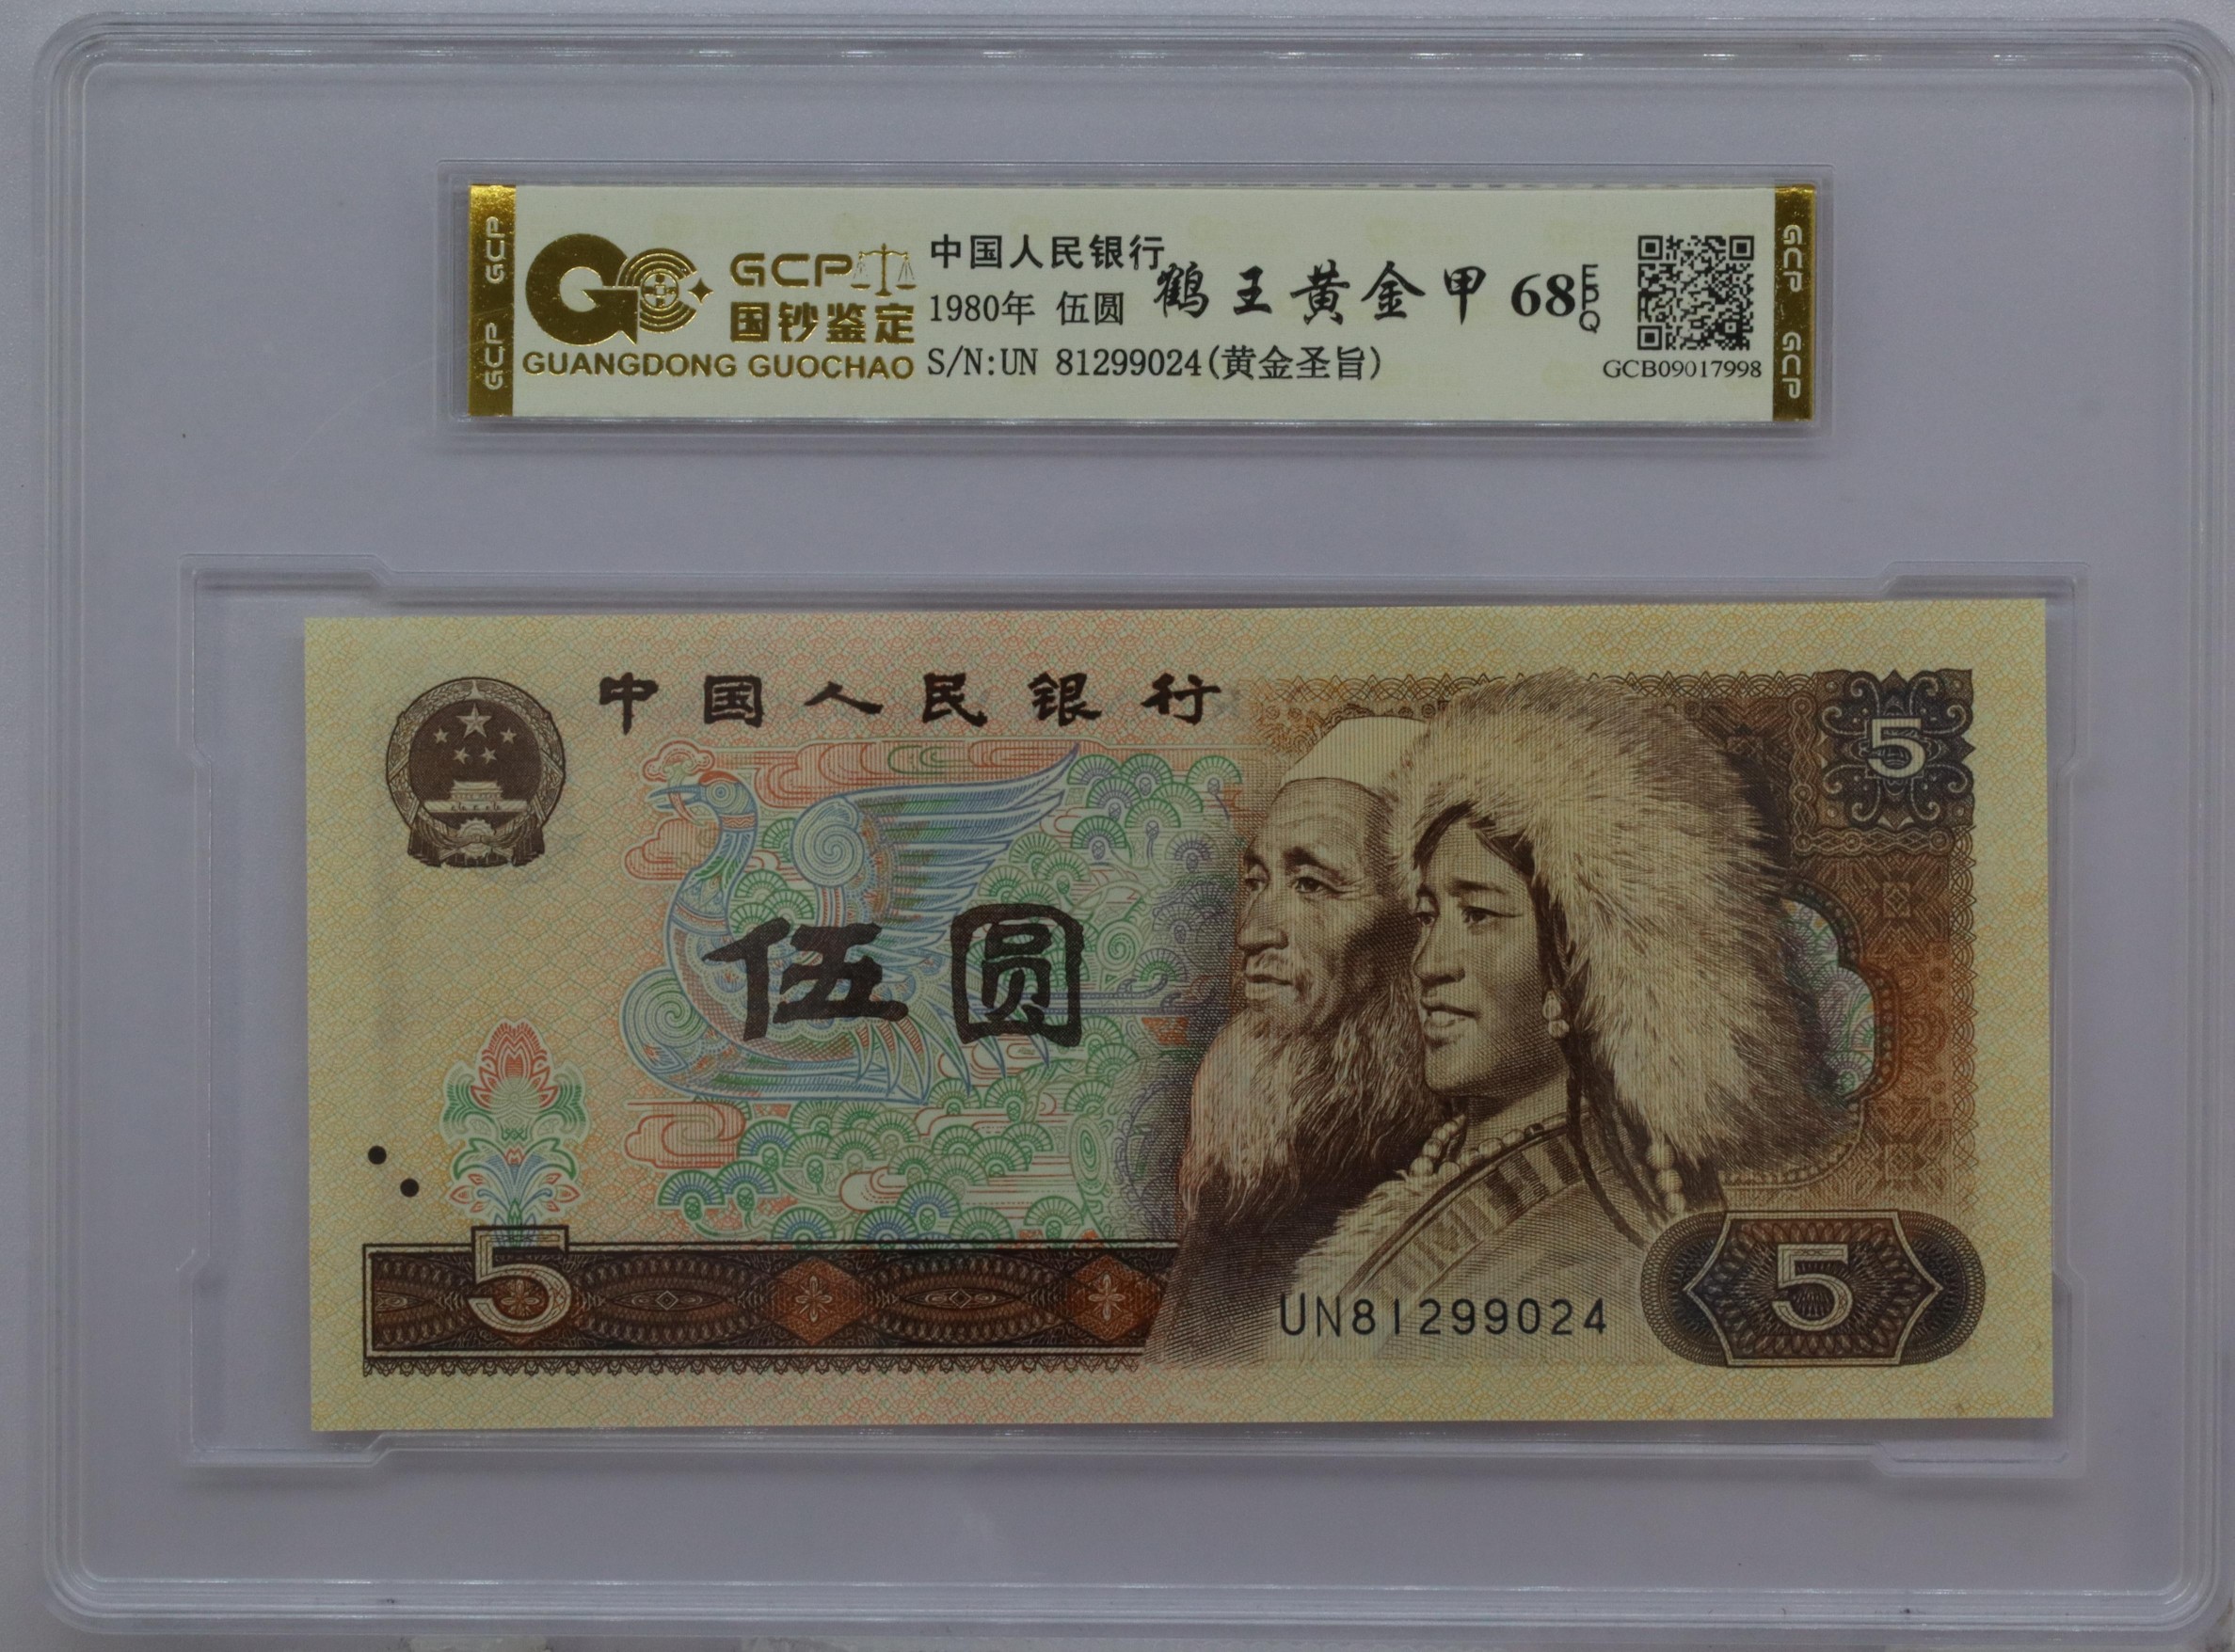 GCP GCP
GCP
国钞鉴定
GUANGDONG GUOCHAO
中国人民银行
1980年 伍圆
S/N:UN 81299024(黄金圣旨)
鹤王黄金甲 68 EPQ
GCB09017998
GCP GCP
中国人民银行
5
伍圆
5
UN81299024
5